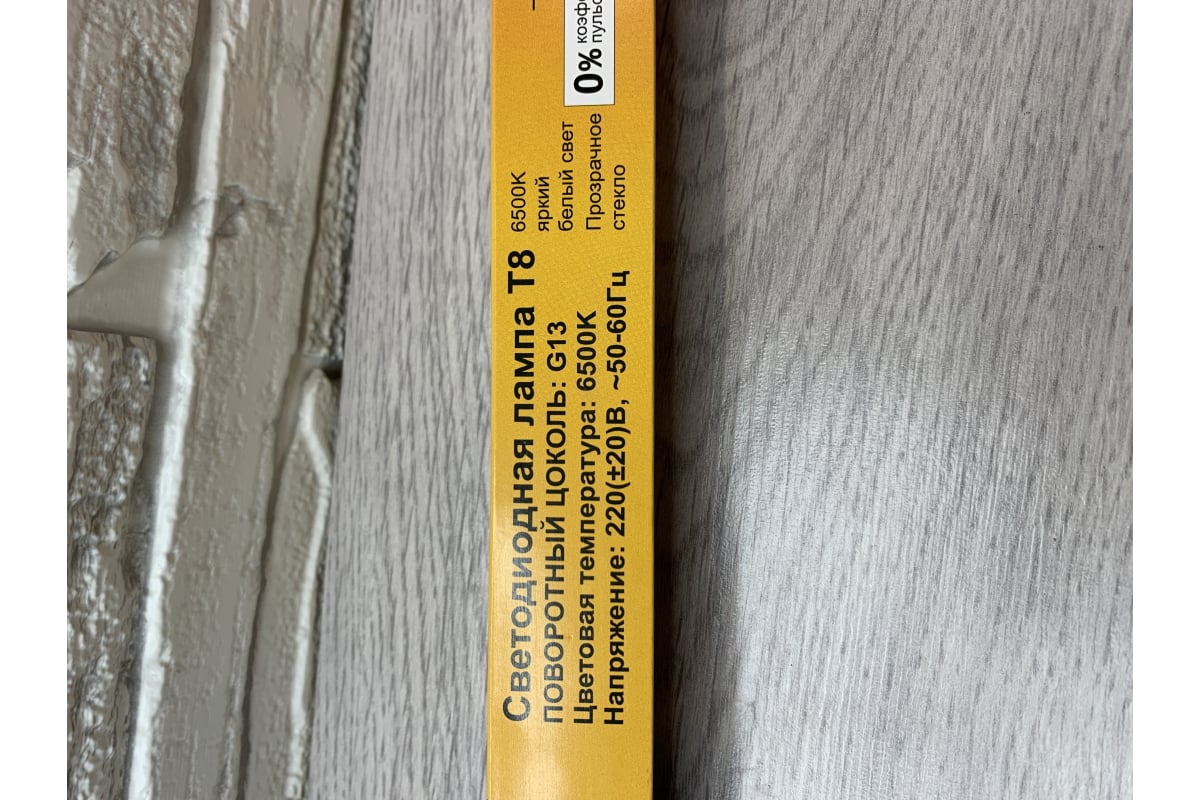 Светодиодная лампа T8
ПОВОРОТНЫЙ ЦОКОЛЬ: G13
Цветовая температура: 6500K
Напряжение: 220(±20)В, ~50-60Гц
6500K
яркий
белый свет
Прозрачное
стекло
0%